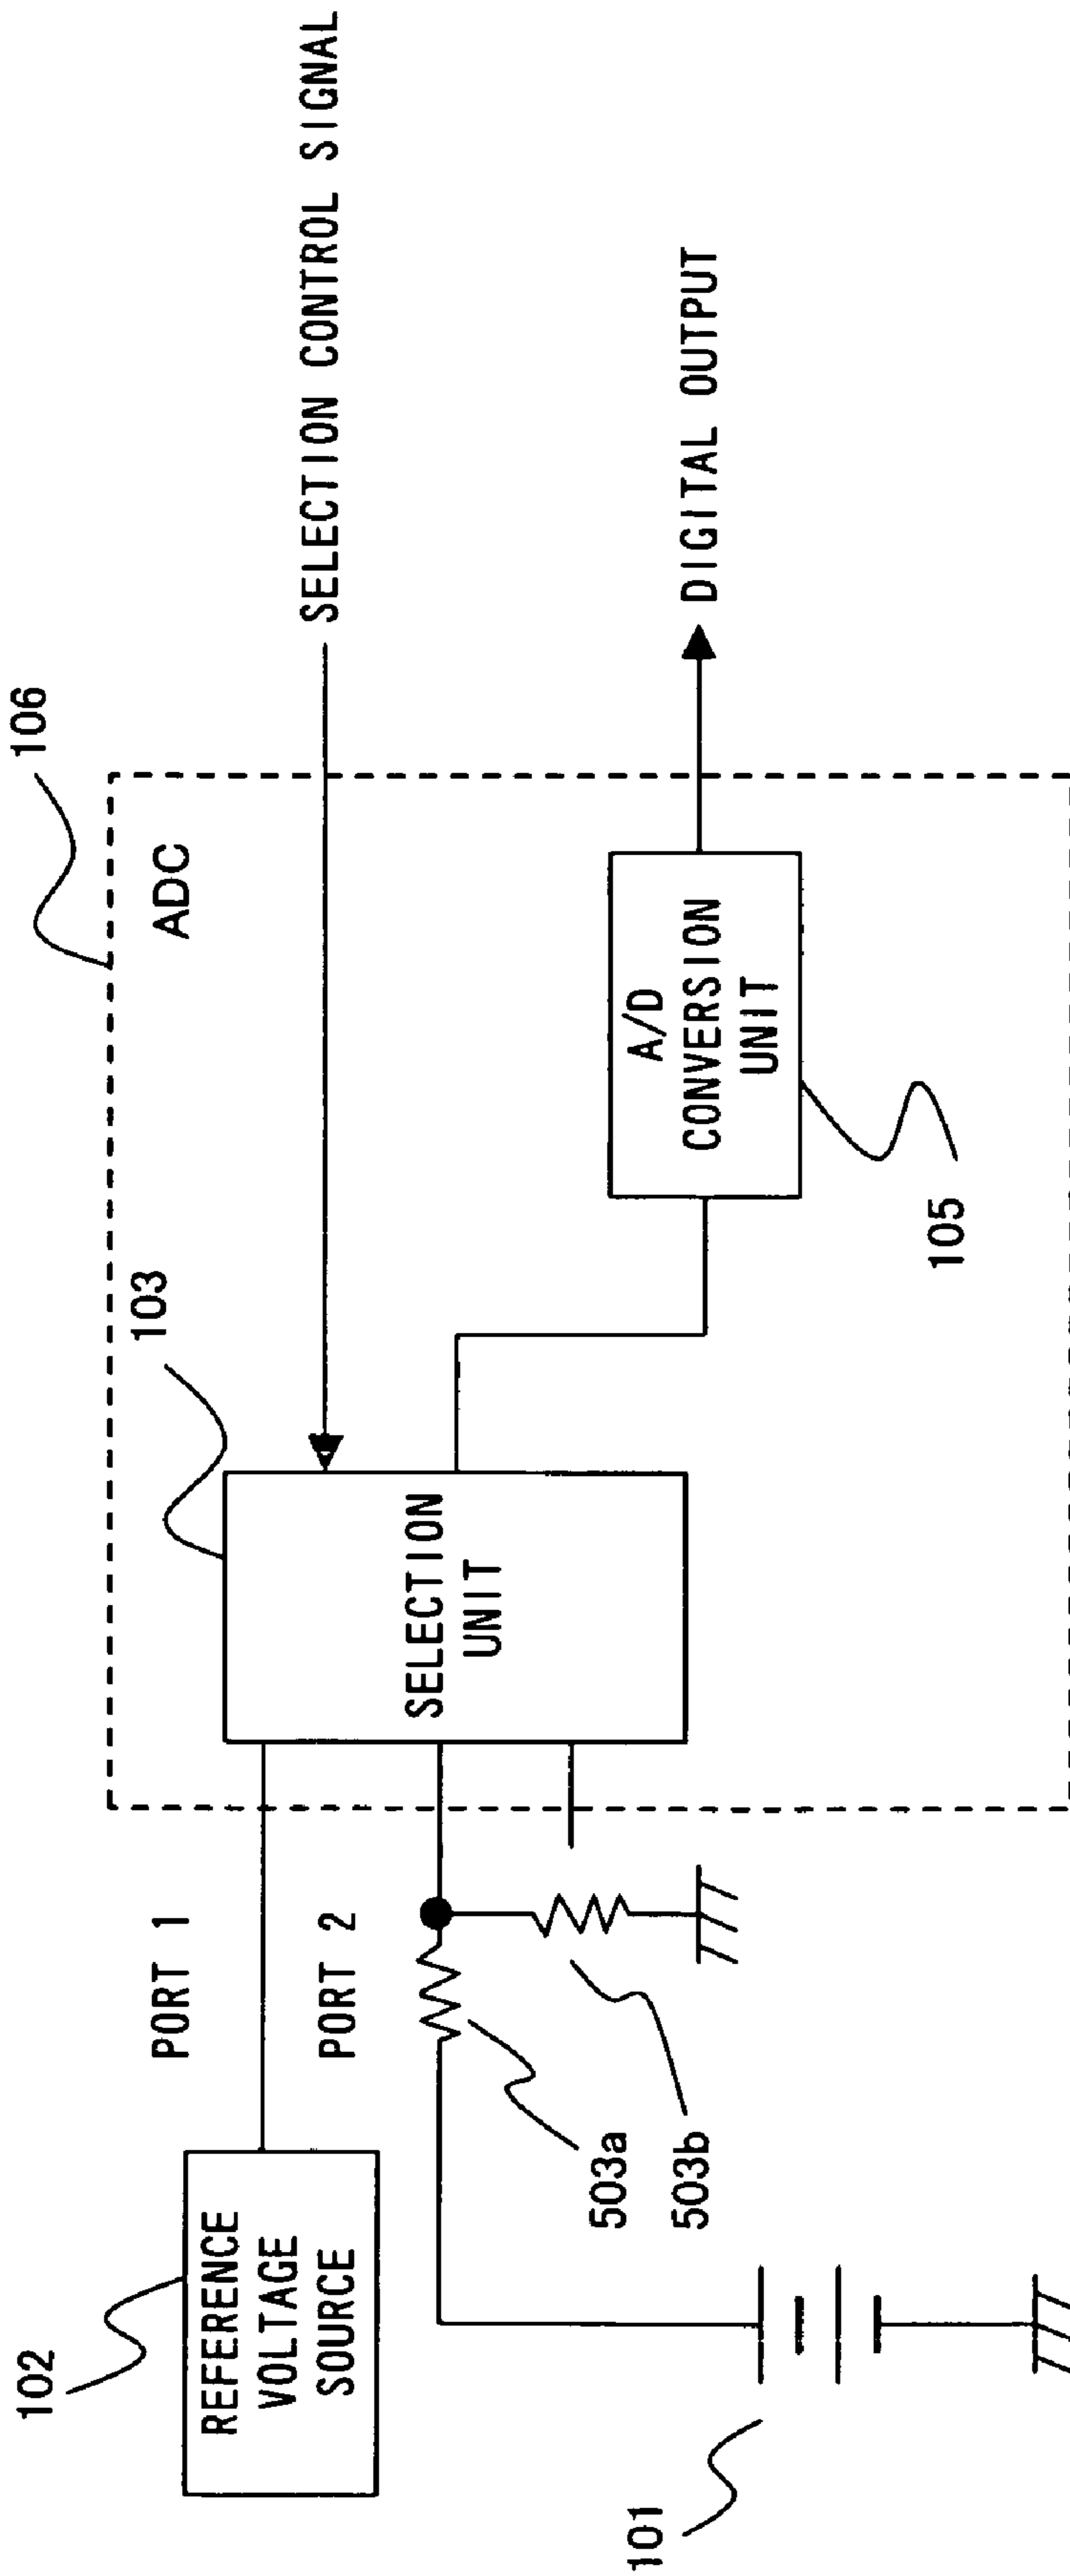 106
SELECTION CONTROL SIGNAL
ADC
103
DIGITAL OUTPUT
A/D
CONVERSION
UNIT
105
SELECTION
UNIT
PORT 1
PORT 2
102
REFERENCE
VOLTAGE
SOURCE
503a
503b
101